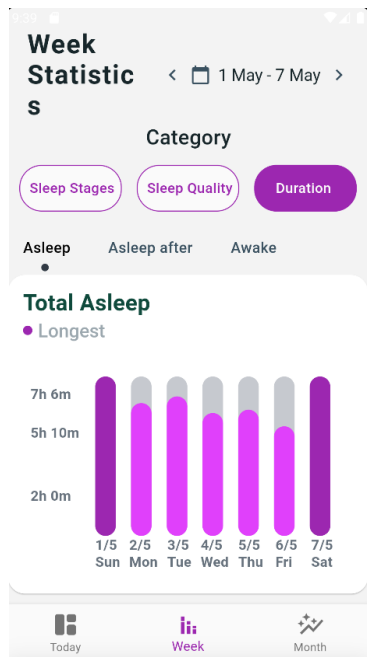 9:39
Week
Statistic
s
1 May - 7 May
Category
Sleep Stages Sleep Quality Duration
Asleep Asleep after Awake
Total Asleep
Longest
7h 6m
5h 10m
2h 0m
1/5 2/5 3/5 4/5 5/5 6/5 7/5
Sun Mon Tue Wed Thu Fri Sat
Today Week Month